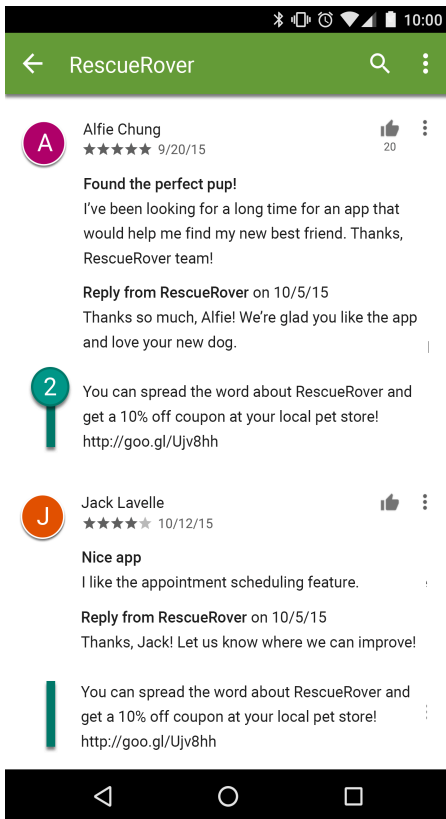 10:00
RescueRover
A
Alfie Chung
★★★★★ 9/20/15
20
Found the perfect pup!
I've been looking for a long time for an app that
would help me find my new best friend. Thanks,
RescueRover team!
Reply from RescueRover on 10/5/15
Thanks so much, Alfie! We're glad you like the app
and love your new dog.
2
You can spread the word about RescueRover and
get a 10% off coupon at your local pet store!
http://goo.gl/Ujv8hh
J
Jack Lavelle
★★★★★ 10/12/15
Nice app
I like the appointment scheduling feature.
Reply from RescueRover on 10/5/15
Thanks, Jack! Let us know where we can improve!
You can spread the word about RescueRover and
get a 10% off coupon at your local pet store!
http://goo.gl/Ujv8hh